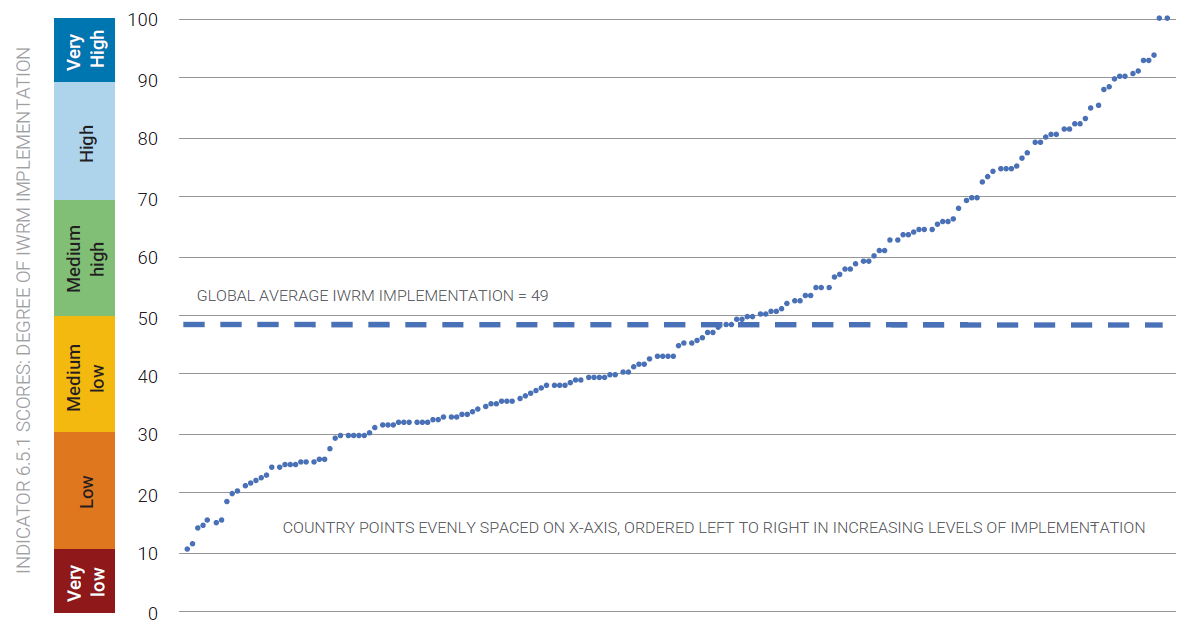 INDICATOR 6.5.1 SCORES: DEGREE OF IWRM IMPLEMENTATION
Very
High
High
Medium
high
Medium
low
Low
Very
low
100
90
80
70
60
50
40
30
20
10
0
GLOBAL AVERAGE IWRM IMPLEMENTATION = 49
COUNTRY POINTS EVENLY SPACED ON X-AXIS, ORDERED LEFT TO RIGHT IN INCREASING LEVELS OF IMPLEMENTATION